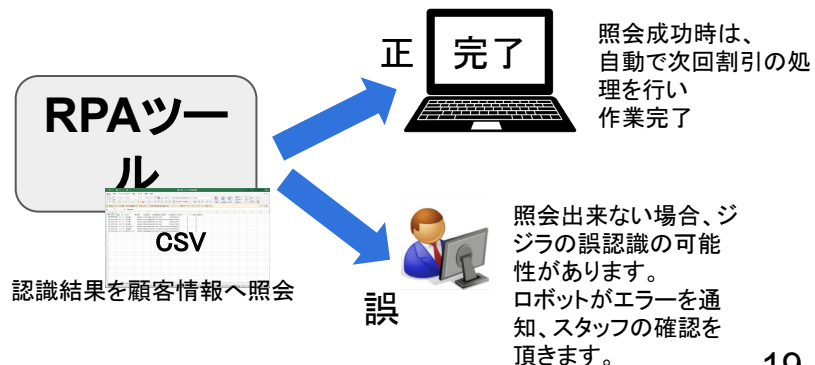 RPAツー
ル
CSV
認識結果を顧客情報へ照会
正
完了
照会成功時は、
自動で次回割引の処
理を行い
作業完了
誤
照会出来ない場合、ジ
ジラの誤認識の可能
性があります。
ロボットがエラーを通
知、スタッフの確認を
頂きます。
19